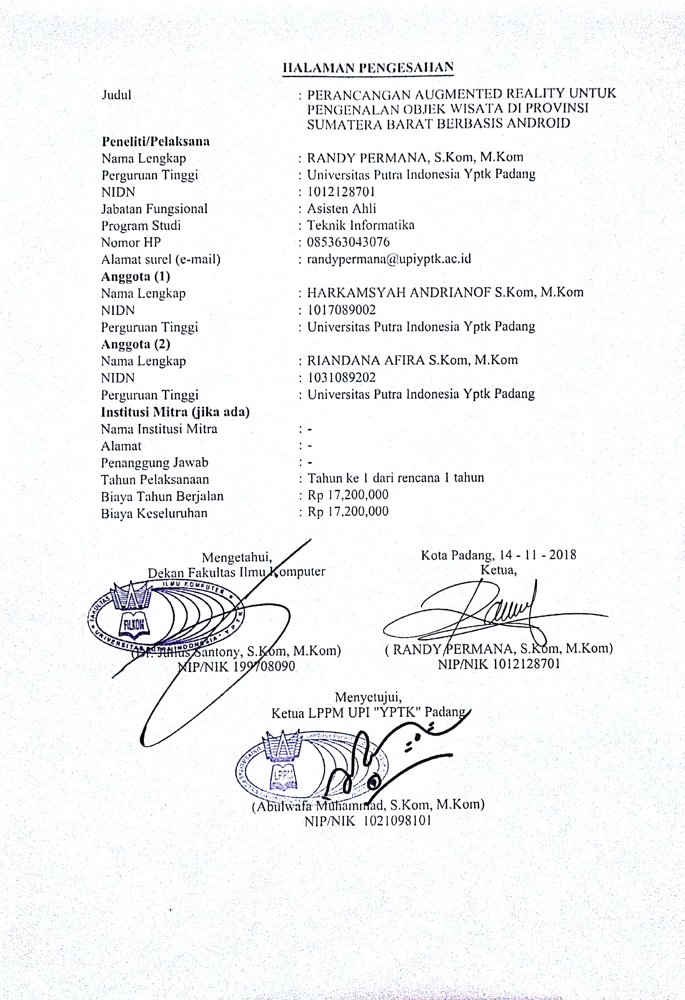 HALAMAN PENGESAHAN
Judul : PERANCANGAN AUGMENTED REALITY UNTUK
PENGENALAN OBJEK WISATA DI PROVINSI
SUMATERA BARAT BERBASIS ANDROID
Peneliti/Pelaksana
Nama Lengkap : RANDY PERMANA, S.Kom, M.Kom
Perguruan Tinggi : Universitas Putra Indonesia Yptk Padang
NIDN : 1012128701
Jabatan Fungsional : Asisten Ahli
Program Studi : Teknik Informatika
Nomor HP : 085363043076
Alamat surel (e-mail) : randypermana@upiyptk.ac.id
Anggota (1)
Nama Lengkap : HARKAMSYAH ANDRIANOF S.Kom, M.Kom
NIDN : 1017089002
Perguruan Tinggi : Universitas Putra Indonesia Yptk Padang
Anggota (2)
Nama Lengkap : RIANDANA AFIRA S.Kom, M.Kom
NIDN : 1031089202
Perguruan Tinggi : Universitas Putra Indonesia Yptk Padang
Institusi Mitra (jika ada)
Nama Institusi Mitra : -
Alamat : -
Penanggung Jawab : -
Tahun Pelaksanaan : Tahun ke 1 dari rencana 1 tahun
Biaya Tahun Berjalan : Rp 17,200,000
Biaya Keseluruhan : Rp 17,200,000
Mengetahui,
Dekan Fakultas Ilmu Komputer
FAKULTAS ILMU KOMPUTER
FILKOM
UNIVERSITAS PUTRA INDONESIA YPTK
(Dr. Julius Santony, S.Kom, M.Kom)
NIP/NIK 199708090
Kota Padang, 14 - 11 - 2018
Ketua,
( RANDY PERMANA, S.Kom, M.Kom)
NIP/NIK 1012128701
Menyetujui,
Ketua LPPM UPI "YPTK" Padang
UNIVERSITAS PUTRA
LPPM
(Abulwafa Muhammad, S.Kom, M.Kom)
NIP/NIK 1021098101